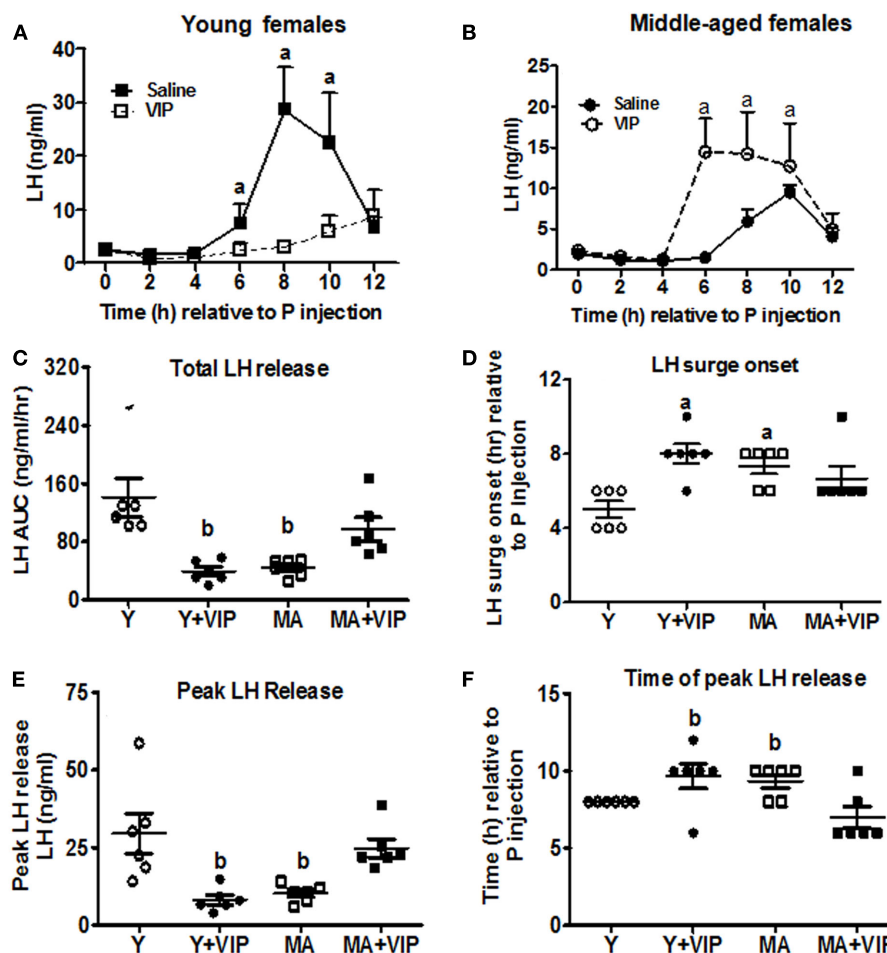 A
Young females
40
30
20
10
0
LH (ng/ml)
Saline
VIP
a
a
a
0 2 4 6 8 10 12
Time (h) relative to P injection
B
Middle-aged females
25
20
15
10
5
0
LH (ng/ml)
Saline
VIP
a a a
0 2 4 6 8 10 12
Time (h) relative to P injection
C
Total LH release
320
240
160
80
0
LH AUC (ng/ml/hr)
b b
Y Y+VIP MA MA+VIP
D
LH surge onset
12
8
4
0
LH surge onset (hr) relative
to P Injection
a
a
Y Y+VIP MA MA+VIP
E
Peak LH Release
75
50
25
0
Peak LH release
LH (ng/ml)
b b
Y Y+VIP MA MA+VIP
F
Time of peak LH release
15
10
5
0
Time (h) relative to
P injection
b b
Y Y+VIP MA MA+VIP